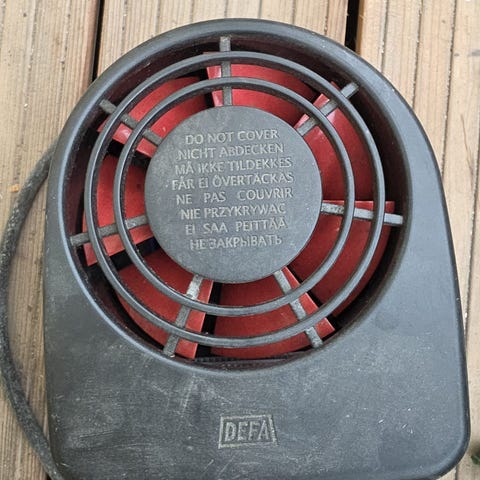 DO NOT COVER
NICHT ABDECKEN
MÅ IKKE TILDEKKES
FÅR EJ ÖVERTÄCKAS
NE PAS COUVRIR
NIE PRZYKRYWAĆ
EI SAA PEITTÄÄ
НЕ ЗАКРЫВАТЬ
DEFA